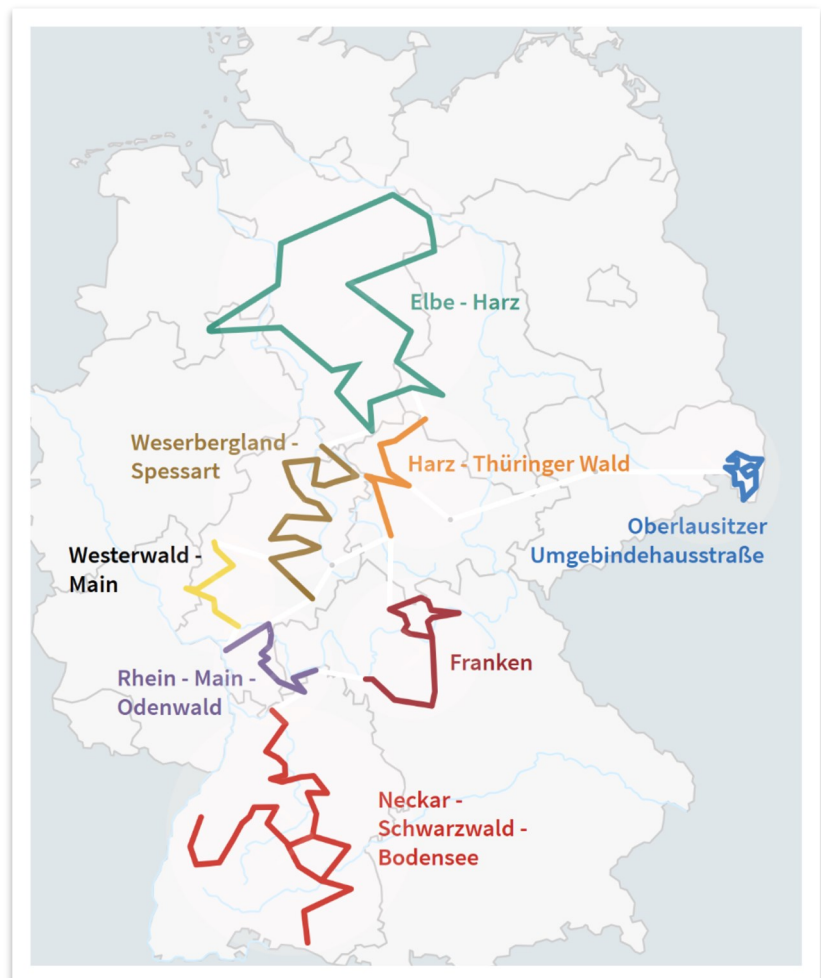 Elbe - Harz
Weserbergland -
Spessart
Harz - Thüringer Wald
Oberlausitzer
Umgebindehausstraße
Westerwald -
Main
Franken
Rhein - Main -
Odenwald
Neckar -
Schwarzwald -
Bodensee